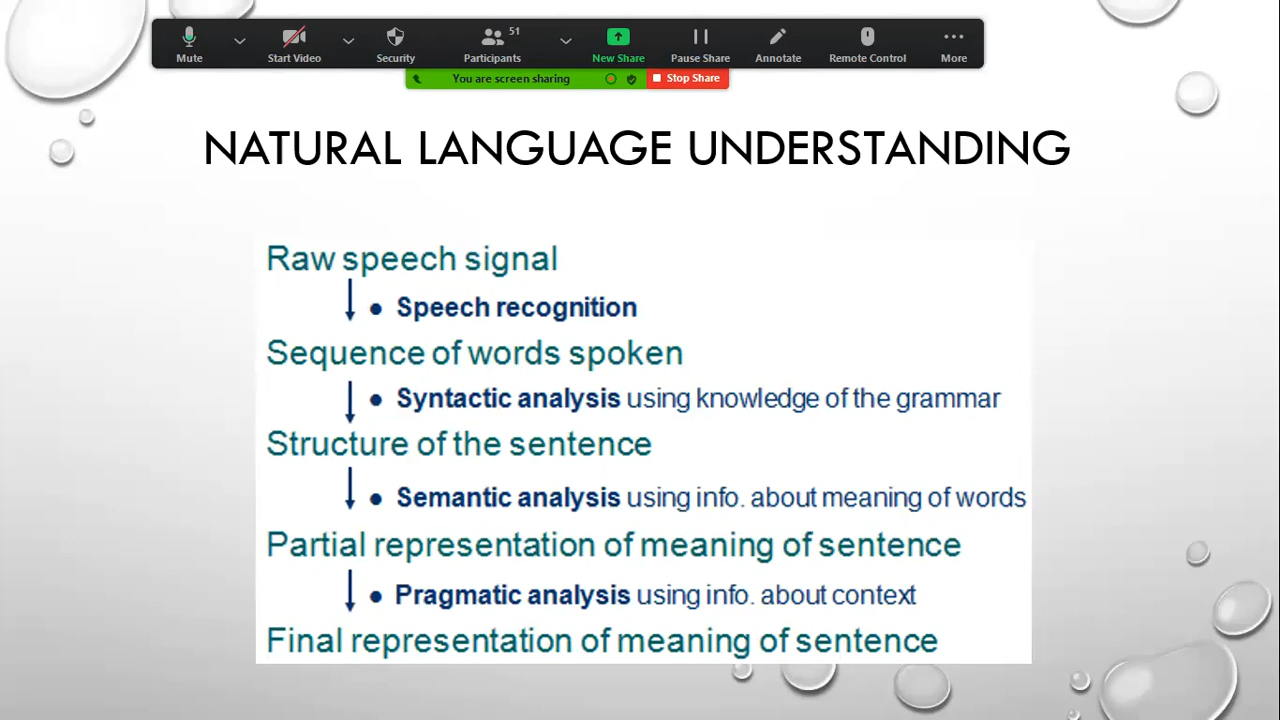 51
Mute
Start Video
Security
Participants
New Share
Pause Share
Annotate
Remote Control
More
You are screen sharing
Stop Share
NATURAL LANGUAGE UNDERSTANDING
Raw speech signal
• Speech recognition
Sequence of words spoken
• Syntactic analysis using knowledge of the grammar
Structure of the sentence
• Semantic analysis using info. about meaning of words
Partial representation of meaning of sentence
• Pragmatic analysis using info. about context
Final representation of meaning of sentence